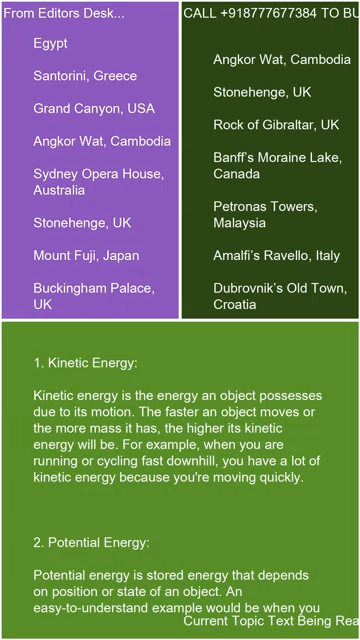 From Editors Desk...
Egypt
Santorini, Greece
Grand Canyon, USA
Angkor Wat, Cambodia
Sydney Opera House,
Australia
Stonehenge, UK
Mount Fuji, Japan
Buckingham Palace,
UK
CALL +918777677384 TO BU
Angkor Wat, Cambodia
Stonehenge, UK
Rock of Gibraltar, UK
Banff's Moraine Lake,
Canada
Petronas Towers,
Malaysia
Amalfi's Ravello, Italy
Dubrovnik's Old Town,
Croatia
1. Kinetic Energy:
Kinetic energy is the energy an object possesses
due to its motion. The faster an object moves or
the more mass it has, the higher its kinetic
energy will be. For example, when you are
running or cycling fast downhill, you have a lot of
kinetic energy because you're moving quickly.
2. Potential Energy:
Potential energy is stored energy that depends
on position or state of an object. An
easy-to-understand example would be when you
Current Topic Text Being Rea